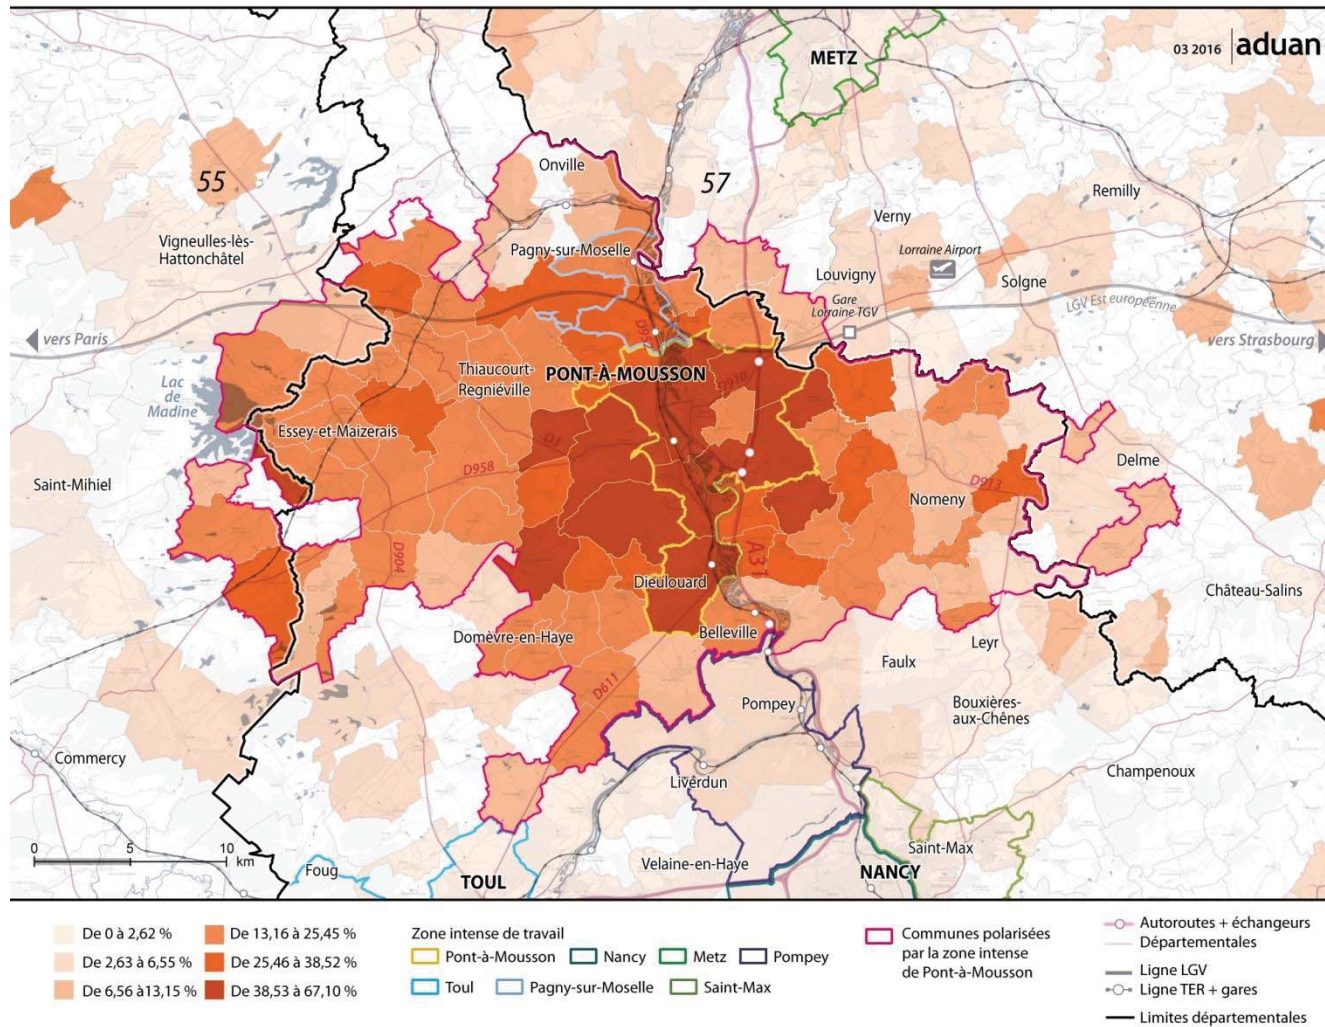 03 2016 aduan
METZ
Onville
55
57
Remilly
Verny
Vigneulles-lès-
Hattonchâtel
Pagny-sur-Moselle
Lorraine Airport
Louvigny
Solgne
Gare
Lorraine TGV
LGV Est européenne
vers Paris
vers Strasbourg
Thiaucourt-
Regniéville
PONT-À-MOUSSON
D910
Lac
de
Madine
Essey-et-Maizerais
D958
Delme
Saint-Mihiel
Nomeny
D913
A31
D904
Dieulouard
Château-Salins
Domèvre-en-Haye
Belleville
Leyr
Faulx
D611
Pompey
Bouxières-
aux-Chênes
Commercy
Champenoux
Liverdun
0 5 10
km
Foug
TOUL
Velaine-en-Haye
NANCY
Saint-Max
De 0 à 2,62 %
De 2,63 à 6,55 %
De 6,56 à13,15 %
De 13,16 à 25,45 %
De 25,46 à 38,52 %
De 38,53 à 67,10 %
Zone intense de travail
Pont-à-Mousson
Nancy
Metz
Pompey
Toul
Pagny-sur-Moselle
Saint-Max
Communes polarisées
par la zone intense
de Pont-à-Mousson
Autoroutes + échangeurs
Départementales
Ligne LGV
Ligne TER + gares
Limites départementales